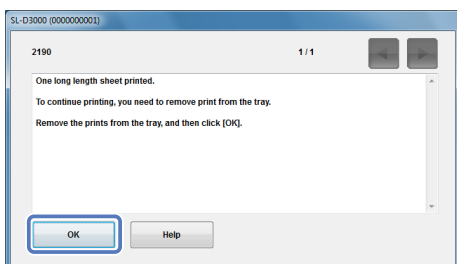 SL-D3000 (0000000001)
2190 1 / 1
One long length sheet printed.
To continue printing, you need to remove print from the tray.
Remove the prints from the tray, and then click [OK].
OK Help